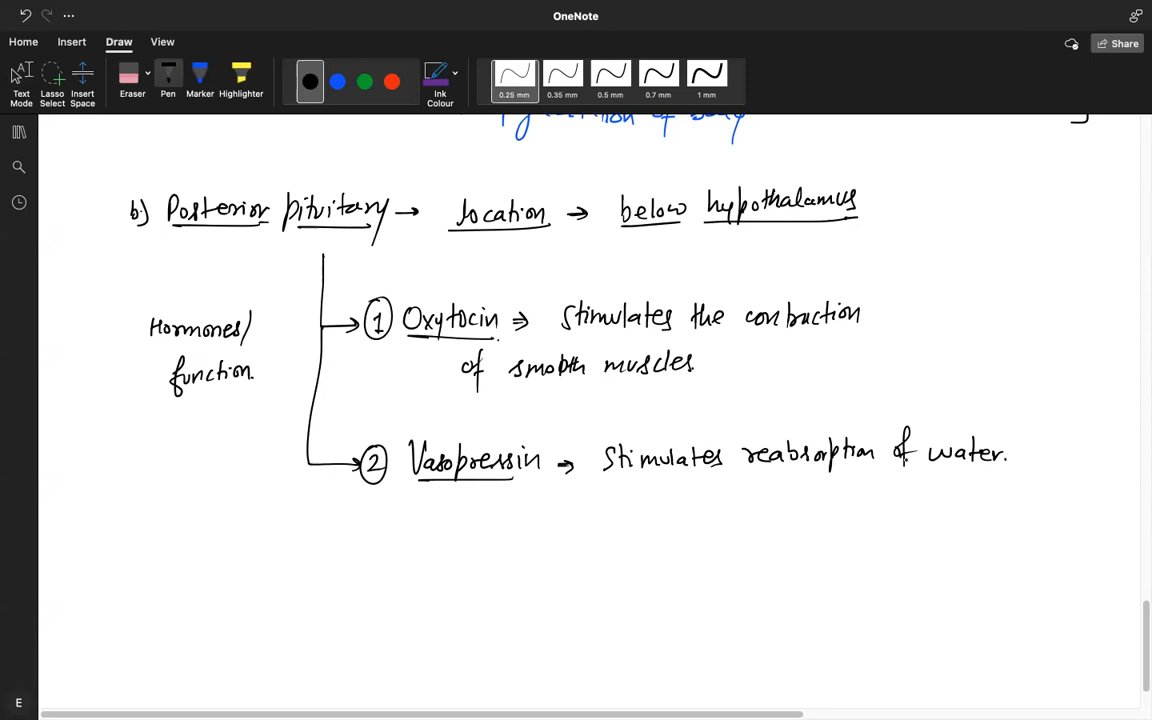 OneNote
Home Insert Draw View
Share
Text Mode
Lasso Select
Insert Space
Eraser
Pen
Marker
Highlighter
Ink Colour
0.25 mm
0.35 mm
0.5 mm
0.7 mm
1 mm
of body
b.) Posterior pituitary → location → below hypothalamus
Hormones/
function.
① Oxytocin ⇒ Stimulates the contraction
of smooth muscles.
② Vasopressin → Stimulates reabsorption of water.
E